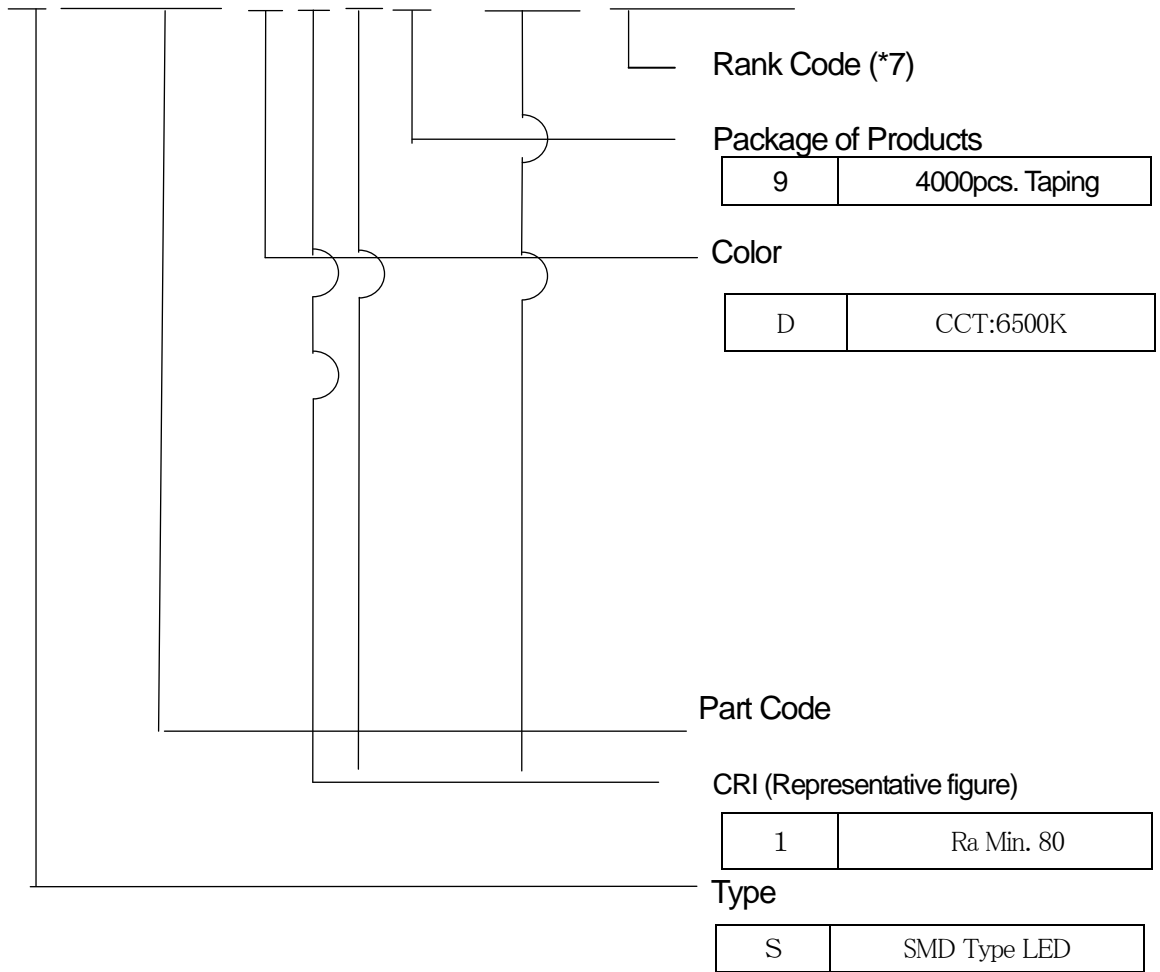 Rank Code (*7)
Package of Products
9 4000pcs. Taping
Color
D CCT:6500K
Part Code
CRI (Representative figure)
1 Ra Min. 80
Type
S SMD Type LED